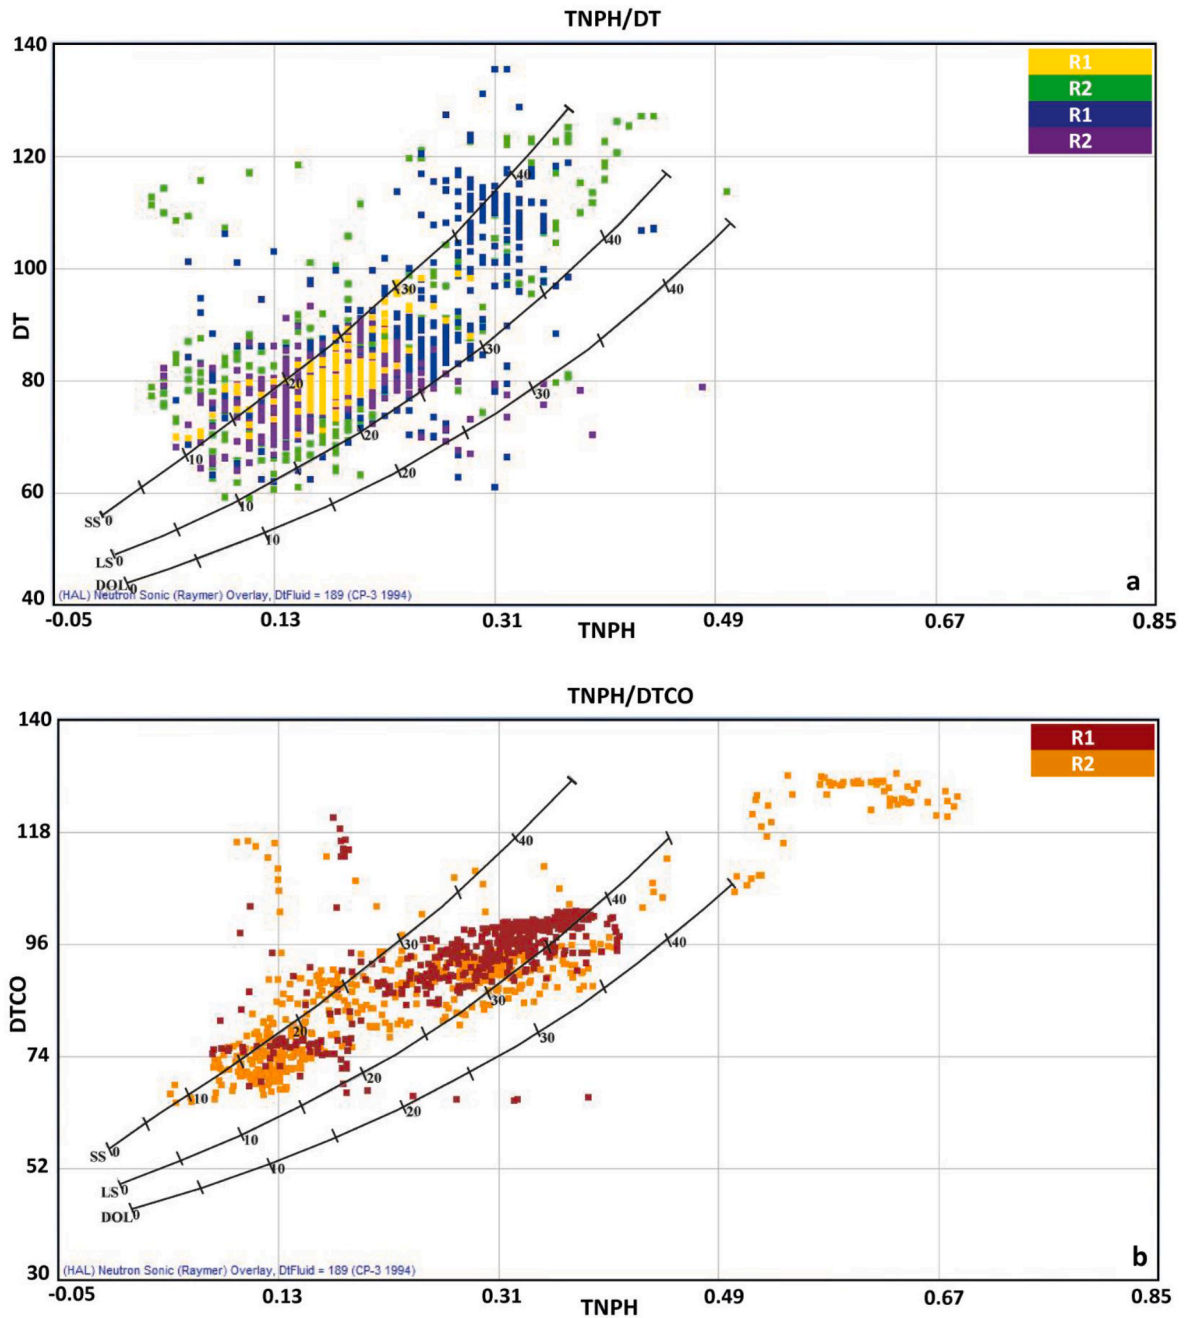 TNPH/DT
140
R1
R2
R1
R2
120
40
40
100
30
40
DT
80
20
30
30
10
20
20
60
10
SS 0
10
LS 0
DOL 0
40
(HAL) Neutron Sonic (Raymer) Overlay, DtFluid = 189 (CP-3 1994)
a
-0.05
0.13
0.31
0.49
0.67
0.85
TNPH
TNPH/DTCO
140
R1
R2
118
40
40
96
30
40
DTCO
30
20
30
74
20
10
20
10
52
SS 0
10
LS 0
DOL 0
30
(HAL) Neutron Sonic (Raymer) Overlay, DtFluid = 189 (CP-3 1994)
b
-0.05
0.13
0.31
0.49
0.67
0.85
TNPH